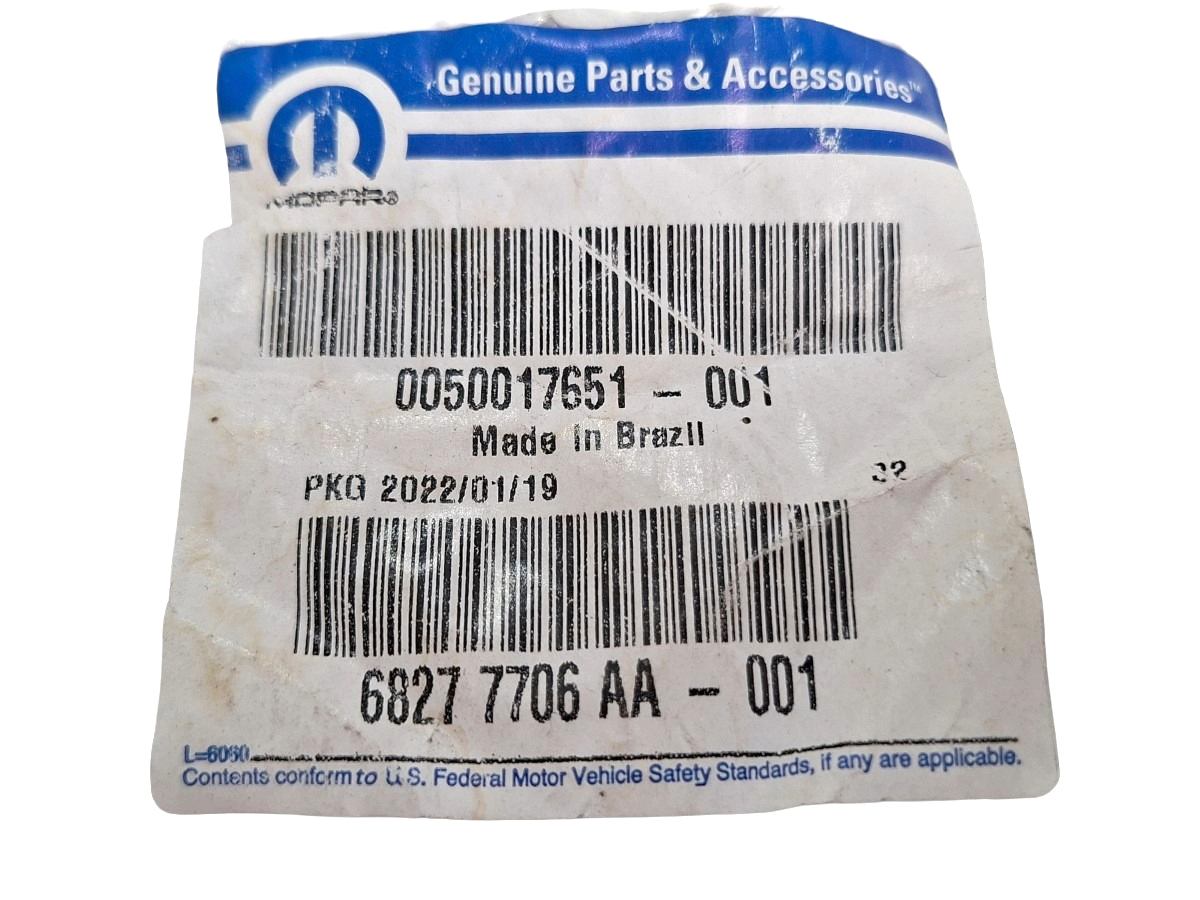 Genuine Parts & Accessories™
MOPAR®
0050017651 - 001
Made In Brazil
PKG 2022/01/19
32
6827 7706 AA - 001
L=6060
Contents conform to U.S. Federal Motor Vehicle Safety Standards, if any are applicable.